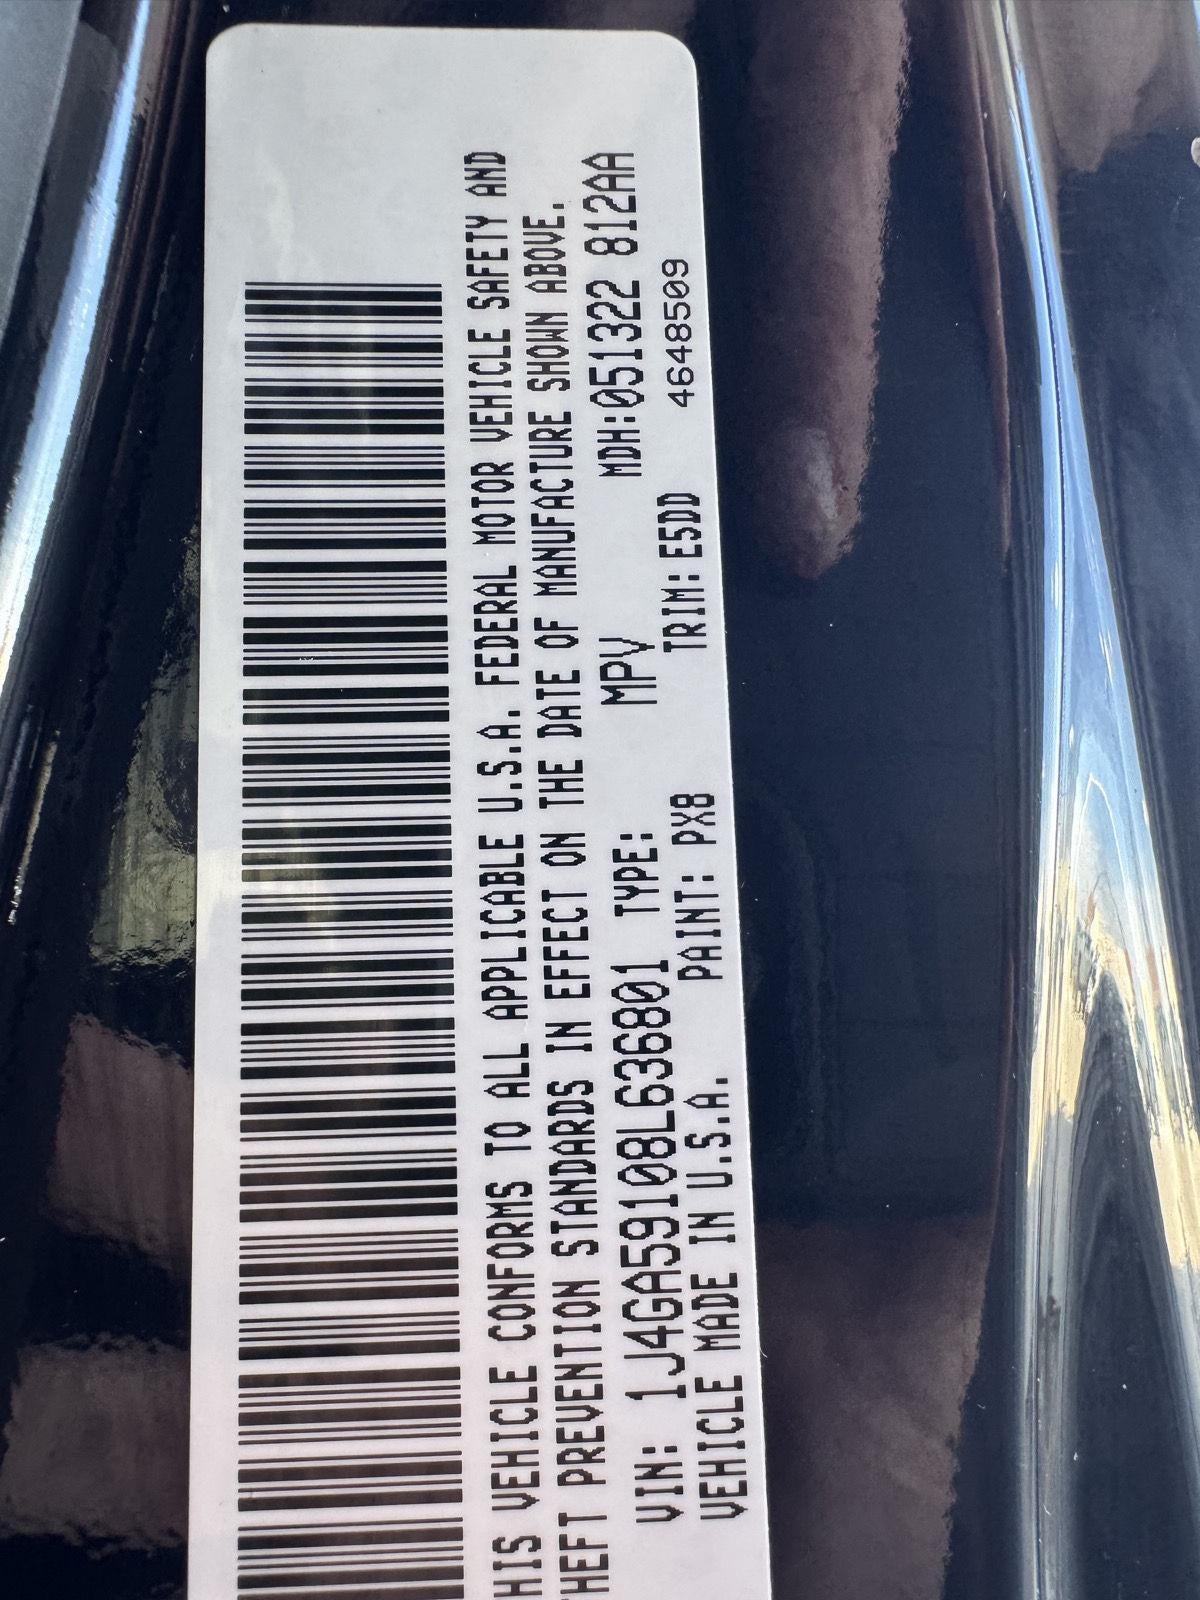 HIS VEHICLE CONFORMS TO ALL APPLICABLE U.S.A. FEDERAL MOTOR VEHICLE SAFETY AND
HEFT PREVENTION STANDARDS IN EFFECT ON THE DATE OF MANUFACTURE SHOWN ABOVE.
VIN: 1J4GA59108L636801 TYPE: MPV MDH:051322 812AA
VEHICLE MADE IN U.S.A. PAINT: PX8 TRIM: E5DD 4648509